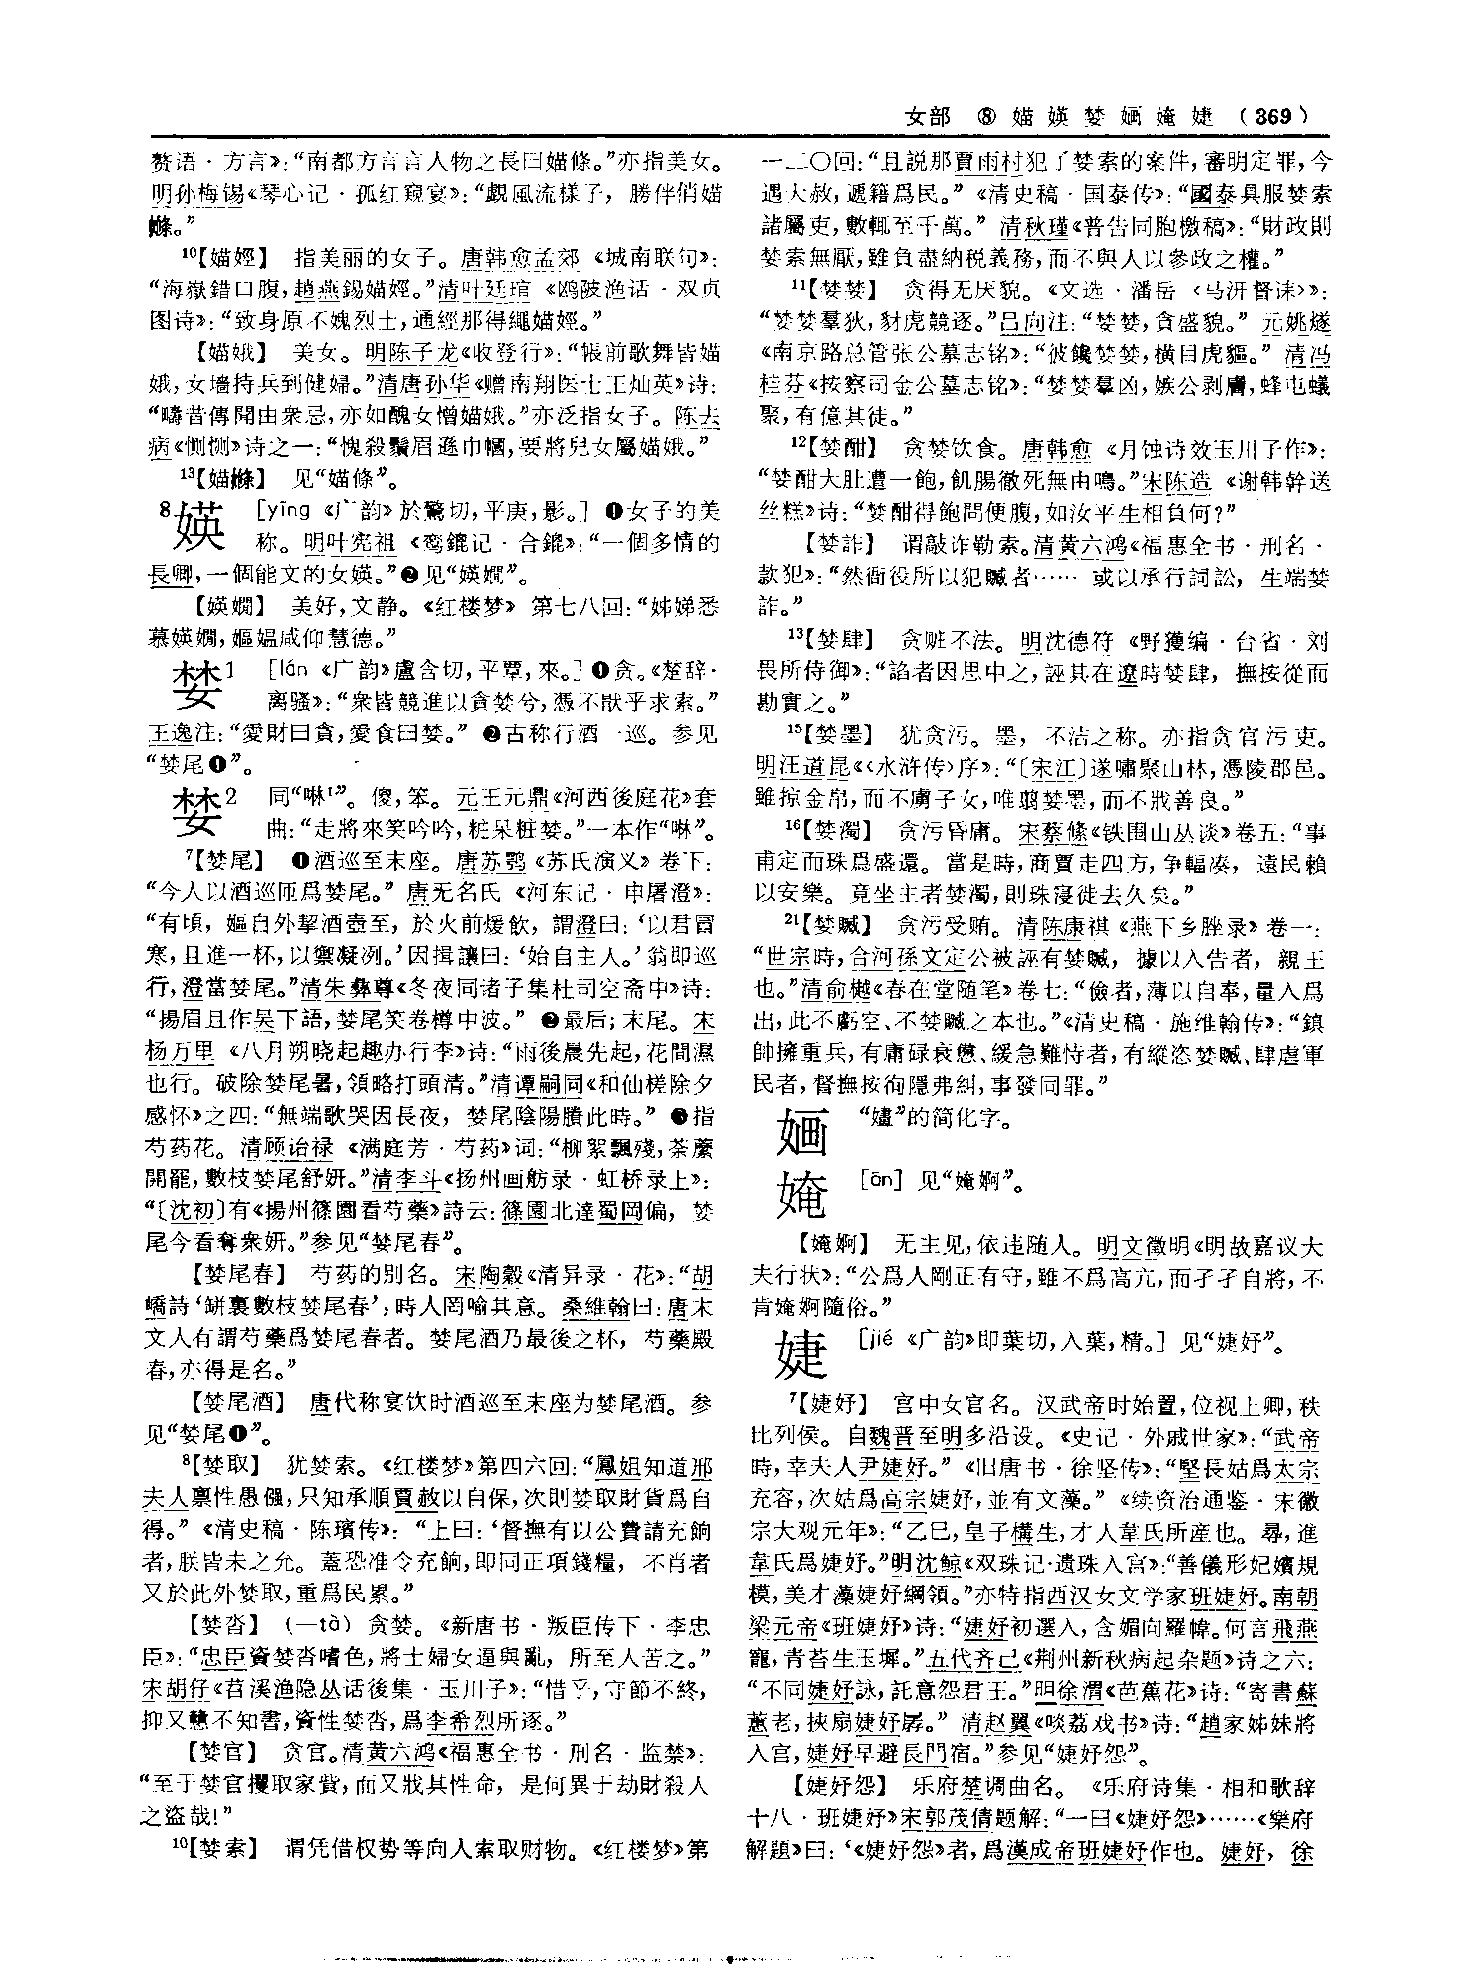 女部 ⑧ 媌 媖 婪 婳 媕 婕 (369)
赘语·方言》:“南都方言言人物之長曰媌條。”亦指美女。
明孙梅锡《琴心记·孤红窥宴》:“覷風流樣子,勝伴俏媌
𡡓。”
¹⁰【媌娙】 指美丽的女子。唐韩愈孟郊《城南联句》:
“海嶽錯口腹,趙燕錫媌娙。”清叶廷琯《鸥陂渔话·双贞
图诗》:“致身原不媿烈士,通經那得繩媌娙。”
【媌娥】 美女。明陈子龙《收登行》:“帳前歌舞皆媌
娥,女墻持兵到健婦。”清唐孙华《赠南翔医士王灿英》诗:
“疇昔傳聞由衆忌,亦如醜女憎媌娥。”亦泛指女子。陈去
病《恻恻》诗之一:“愧殺鬚眉遜巾幗,要將兒女屬媌娥。”
¹³【媌𡡓】 见“媌條”。
8媖 [yīng《广韵》於驚切,平庚,影。] ❶女子的美
称。明叶宪祖《鸾鎞记·合鎞》:“一個多情的
長卿,一個能文的女媖。”❷见“媖嫺”。
【媖嫺】 美好,文静。《红楼梦》第七八回:“姊娣悉
慕媖嫺,嫗媪咸仰慧德。”
婪1 [lán《广韵》盧含切,平覃,來。] ❶贪。《楚辞·
离骚》:“衆皆競進以貪婪兮,憑不猒乎求索。”
王逸注:“愛財曰貪,愛食曰婪。” ❷古称行酒一巡。参见
“婪尾❶”。
婪2 同“啉¹”。傻,笨。元王元鼎《河西後庭花》套
曲:“走將來笑吟吟,粧呆粧婪。”一本作“啉”。
⁷【婪尾】 ❶酒巡至末座。唐苏鹗《苏氏演义》卷下:
“今人以酒巡匝爲婪尾。”唐无名氏《河东记·申屠澄》:
“有頃,嫗自外挈酒壺至,於火前煖飲,謂澄曰:‘以君冒
寒,且進一杯,以禦凝冽。’因揖讓曰:‘始自主人。’翁即巡
行,澄當婪尾。”清朱彝尊《冬夜同诸子集杜司空斋中》诗:
“揚眉且作吴下語,婪尾笑卷樽中波。” ❷最后;末尾。宋
杨万里《八月朔晓起趣办行李》诗:“雨後晨先起,花間濕
也行。破除婪尾暑,領略打頭清。”清谭嗣同《和仙槎除夕
感怀》之四:“無端歌哭因長夜,婪尾陰陽賸此時。” ❸指
芍药花。清顾诒禄《满庭芳·芍药》词:“柳絮飄殘,荼蘼
開罷,數枝婪尾舒妍。”清李斗《扬州画舫录·虹桥录上》:
“〔沈初〕有《揚州篠園看芍藥》詩云:篠園北達蜀岡偏,婪
尾今看奪衆妍。”参见“婪尾春”。
【婪尾春】 芍药的别名。宋陶穀《清异录·花》:“胡
嶠詩‘缾裏數枝婪尾春’;時人罔喻其意。桑維翰曰:唐末
文人有謂芍藥爲婪尾春者。婪尾酒乃最後之杯,芍藥殿
春,亦得是名。”
【婪尾酒】 唐代称宴饮时酒巡至末座为婪尾酒。参
见“婪尾❶”。
⁸【婪取】 犹婪索。《红楼梦》第四六回:“鳳姐知道邢
夫人禀性愚䌷,只知承順賈赦以自保,次則婪取財貨爲自
得。”《清史稿·陈瑸传》:“上曰:‘督撫有以公費請充餉
者,朕皆未之允。蓋恐准令充餉,即同正項錢糧,不肖者
又於此外婪取,重爲民累。”
【婪沓】 (—tà) 贪婪。《新唐书·叛臣传下·李忠
臣》:“忠臣資婪沓嗜色,將士婦女逼與亂,所至人苦之。”
宋胡仔《苕溪渔隐丛话後集·玉川子》:“惜乎,守節不終,
抑又戇不知書,資性婪沓,爲李希烈所逐。”
【婪官】 贪官。清黄六鸿《福惠全书·刑名·监禁》:
“至于婪官攫取家貲,而又戕其性命,是何異于劫財殺人
之盜哉!”
¹⁰【婪索】 谓凭借权势等向人索取财物。《红楼梦》第
一二〇回:“且説那賈雨村犯了婪索的案件,審明定罪,今
遇大赦,遞籍爲民。”《清史稿·国泰传》:“國泰具服婪索
諸屬吏,數輒至千萬。”清秋瑾《普告同胞檄稿》:“財政則
婪索無厭,雖負盡納税義務,而不與人以參政之權。”
¹¹【婪婪】 贪得无厌貌。《文选·潘岳〈马汧督诔〉》:
“婪婪羣狄,豺虎競逐。”吕向注:“婪婪,貪盛貌。”元姚燧
《南京路总管张公墓志铭》:“彼饞婪婪,横目虎貙。”清冯
桂芬《按察司金公墓志铭》:“婪婪羣凶,嫉公剥膚,蜂屯蟻
聚,有億其徒。”
¹²【婪酣】 贪婪饮食。唐韩愈《月蚀诗效玉川子作》:
“婪酣大肚遭一飽,飢腸徹死無由鳴。”宋陈造《谢韩幹送
丝糕》诗:“婪酣得飽問便腹,如汝平生相負何?”
【婪詐】 谓敲诈勒索。清黄六鸿《福惠全书·刑名·
款犯》:“然衙役所以犯贓者……或以承行詞訟,生端婪
詐。”
¹³【婪肆】 贪赃不法。明沈德符《野獲编·台省·刘
畏所侍御》:“諂者因思中之,誣其在遼時婪肆,撫按從而
勘實之。”
¹⁵【婪墨】 犹贪污。墨,不洁之称。亦指贪官污吏。
明汪道昆《〈水浒传〉序》:“〔宋江〕遂嘯聚山林,憑陵郡邑。
雖掠金帛,而不虜子女,唯翦婪墨,而不戕善良。”
¹⁶【婪濁】 贪污昏庸。宋蔡絛《铁围山丛谈》卷五:“事
甫定而珠爲盛還。當是時,商賈走四方,争輻凑,遠民賴
以安樂。竟坐主者婪濁,則珠寖徙去久矣。”
²¹【婪贓】 贪污受贿。清陈康祺《燕下乡脞录》卷一:
“世宗時,合河孫文定公被誣有婪贓,據以入告者,親王
也。”清俞樾《春在堂随笔》卷七:“儉者,薄以自奉,量入爲
出,此不虧空、不婪贓之本也。”《清史稿·施维翰传》:“鎮
帥擁重兵,有庸碌衰憊、緩急難恃者,有縱恣婪贓、肆虐軍
民者,督撫按徇隱弗糾,事發同罪。”
婳 “嫿”的简化字。
媕 [ān] 见“媕婀”。
【媕婀】 无主见,依违随人。明文徵明《明故嘉议大
夫行状》:“公爲人剛正有守,雖不爲高亢,而孑孑自將,不
肯媕婀隨俗。”
婕 [jié《广韵》即葉切,入葉,精。] 见“婕妤”。
⁷【婕妤】 宫中女官名。汉武帝时始置,位视上卿,秩
比列侯。自魏晋至明多沿设。《史记·外戚世家》:“武帝
時,幸夫人尹婕妤。”《旧唐书·徐坚传》:“堅長姑爲太宗
充容,次姑爲高宗婕妤,並有文藻。”《续资治通鉴·宋徽
宗大观元年》:“乙巳,皇子構生,才人韋氏所産也。尋,進
韋氏爲婕妤。”明沈鲸《双珠记·遗珠入宫》:“善儀形妃嬪規
模,美才藻婕妤綱領。”亦特指西汉女文学家班婕妤。南朝
梁元帝《班婕妤》诗:“婕妤初選入,含媚向羅幃。何言飛燕
寵,青苔生玉墀。”五代齐己《荆州新秋病起杂题》诗之六:
“不同婕妤詠,託意怨君王。”明徐渭《芭蕉花》诗:“寄書蘇
蕙老,挾扇婕妤孱。”清赵翼《啖荔戏书》诗:“趙家姊妹將
入宫,婕妤早避長門宿。”参见“婕妤怨”。
【婕妤怨】 乐府楚调曲名。《乐府诗集·相和歌辞
十八·班婕妤》宋郭茂倩题解:“一曰《婕妤怨》……《樂府
解題》曰:‘《婕妤怨》者,爲漢成帝班婕妤作也。婕妤,徐